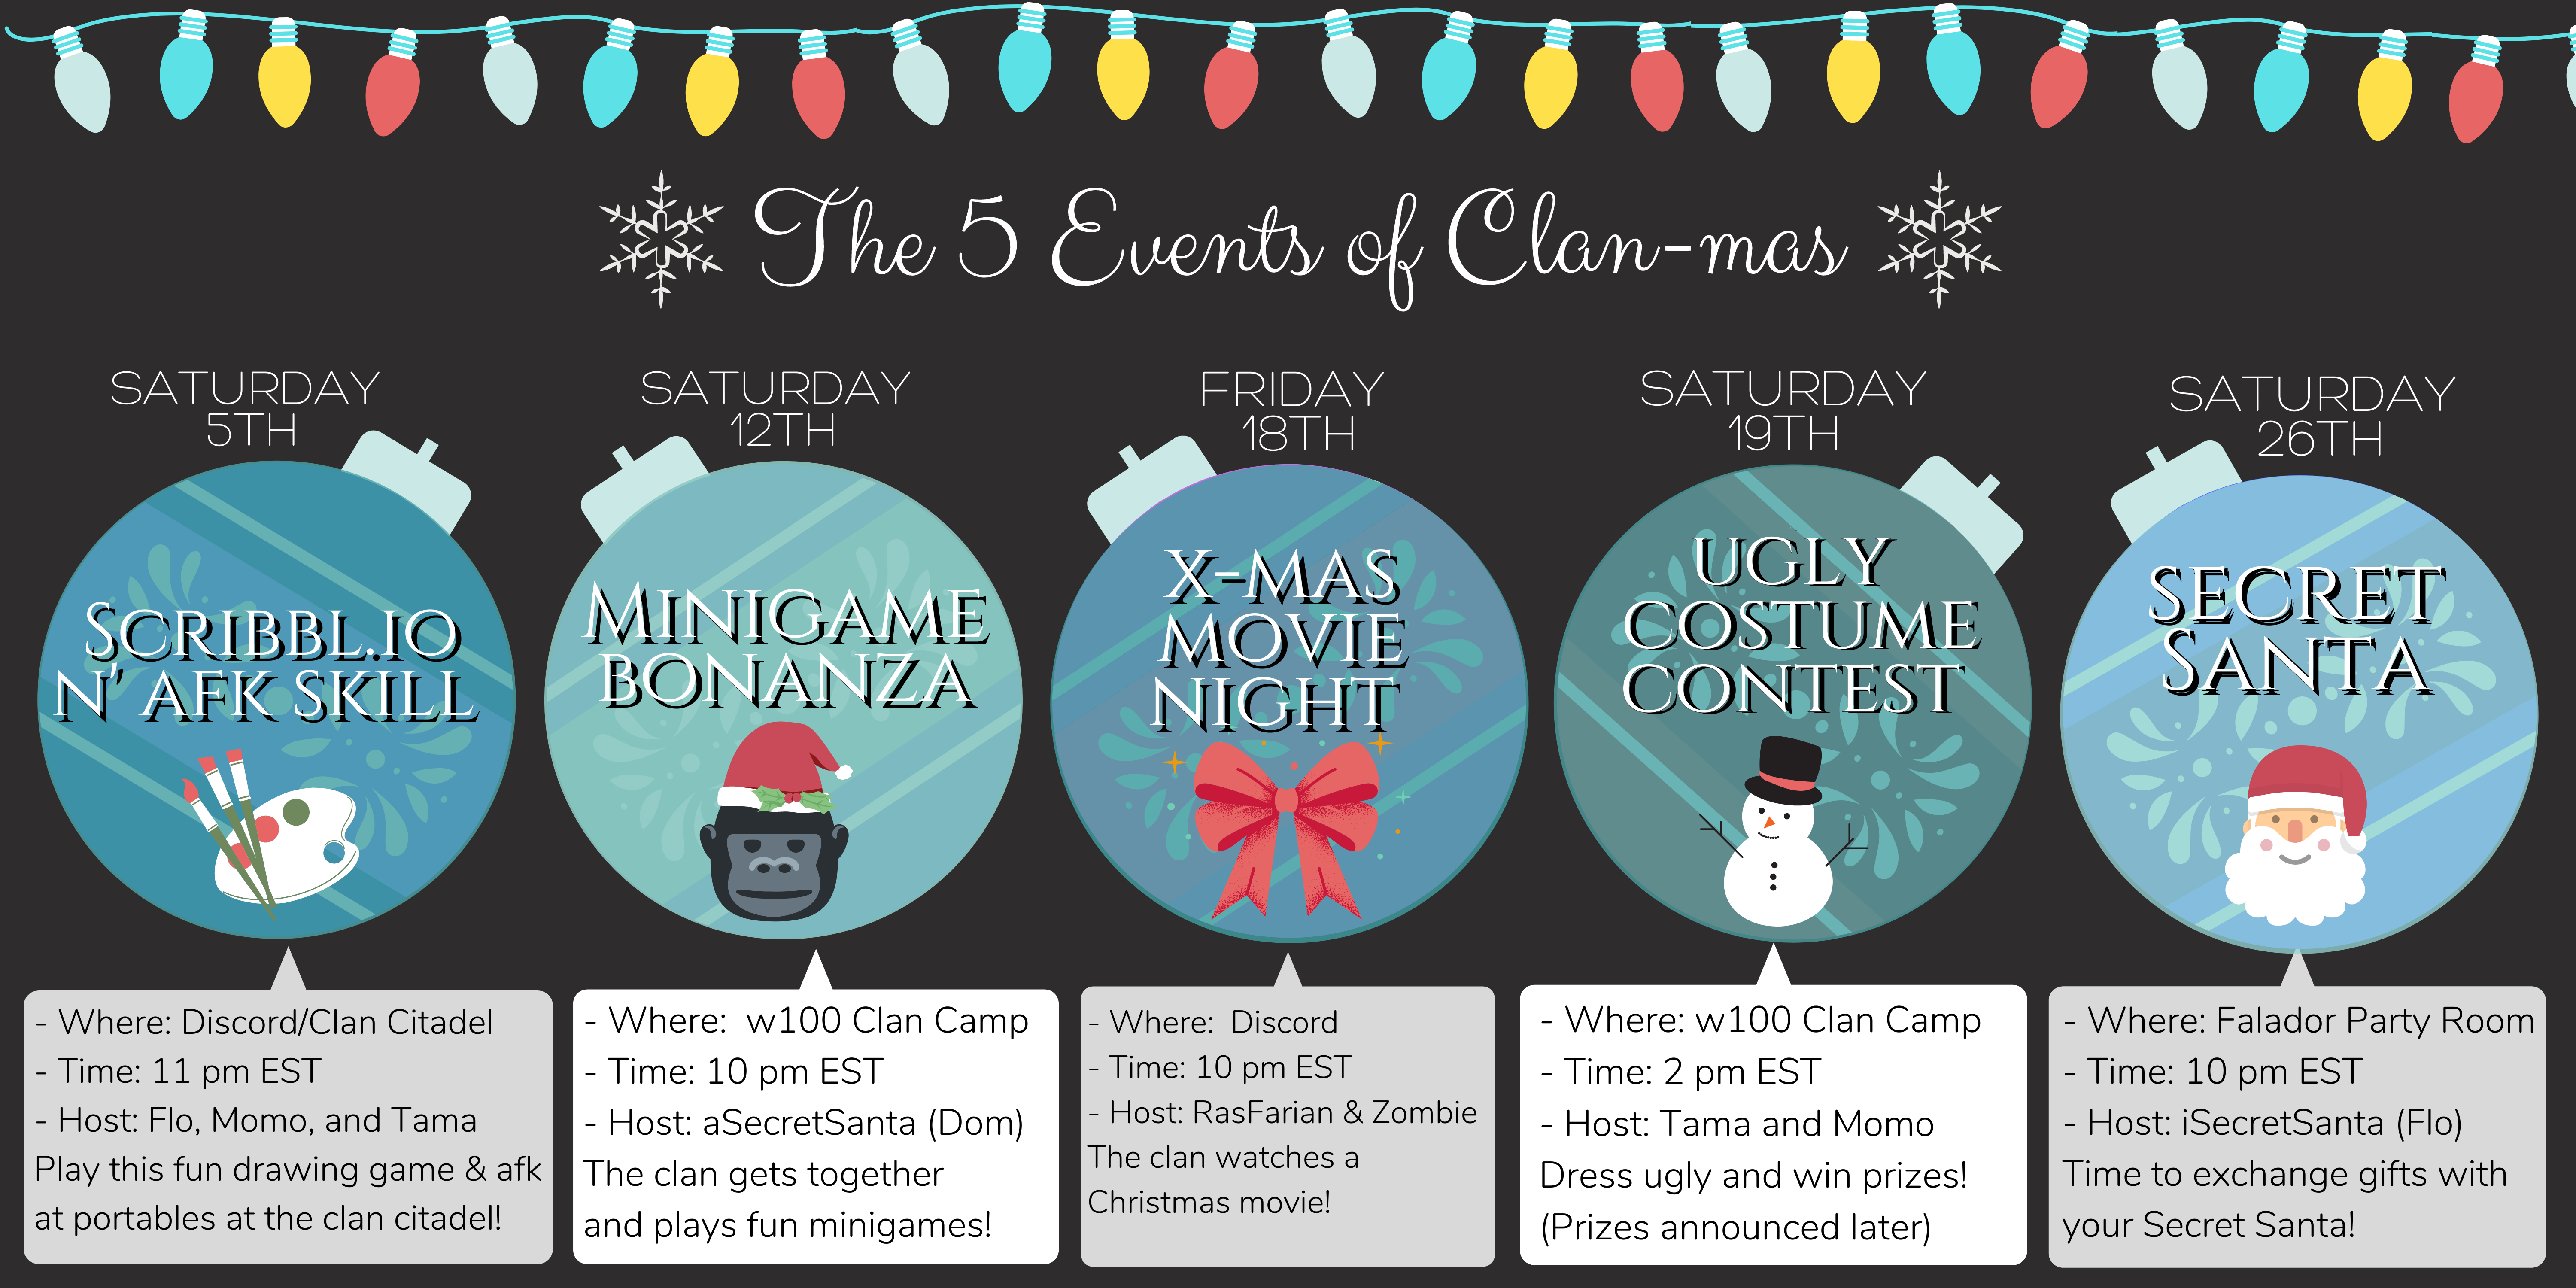 The 5 Events of Clan-mas
SATURDAY
5TH
SCRIBBL.IO
N' AFK SKILL
- Where: Discord/Clan Citadel
- Time: 11 pm EST
- Host: Flo, Momo, and Tama
Play this fun drawing game & afk
at portables at the clan citadel!
SATURDAY
12TH
MINIGAME
BONANZA
- Where:  w100 Clan Camp
- Time: 10 pm EST
- Host: aSecretSanta (Dom)
The clan gets together
and plays fun minigames!
FRIDAY
18TH
X-MAS
MOVIE
NIGHT
- Where:  Discord
- Time: 10 pm EST
- Host: RasFarian & Zombie
The clan watches a
Christmas movie!
SATURDAY
19TH
UGLY
COSTUME
CONTEST
- Where: w100 Clan Camp
- Time: 2 pm EST
- Host: Tama and Momo
Dress ugly and win prizes!
(Prizes announced later)
SATURDAY
26TH
SECRET
SANTA
- Where: Falador Party Room
- Time: 10 pm EST
- Host: iSecretSanta (Flo)
Time to exchange gifts with
your Secret Santa!